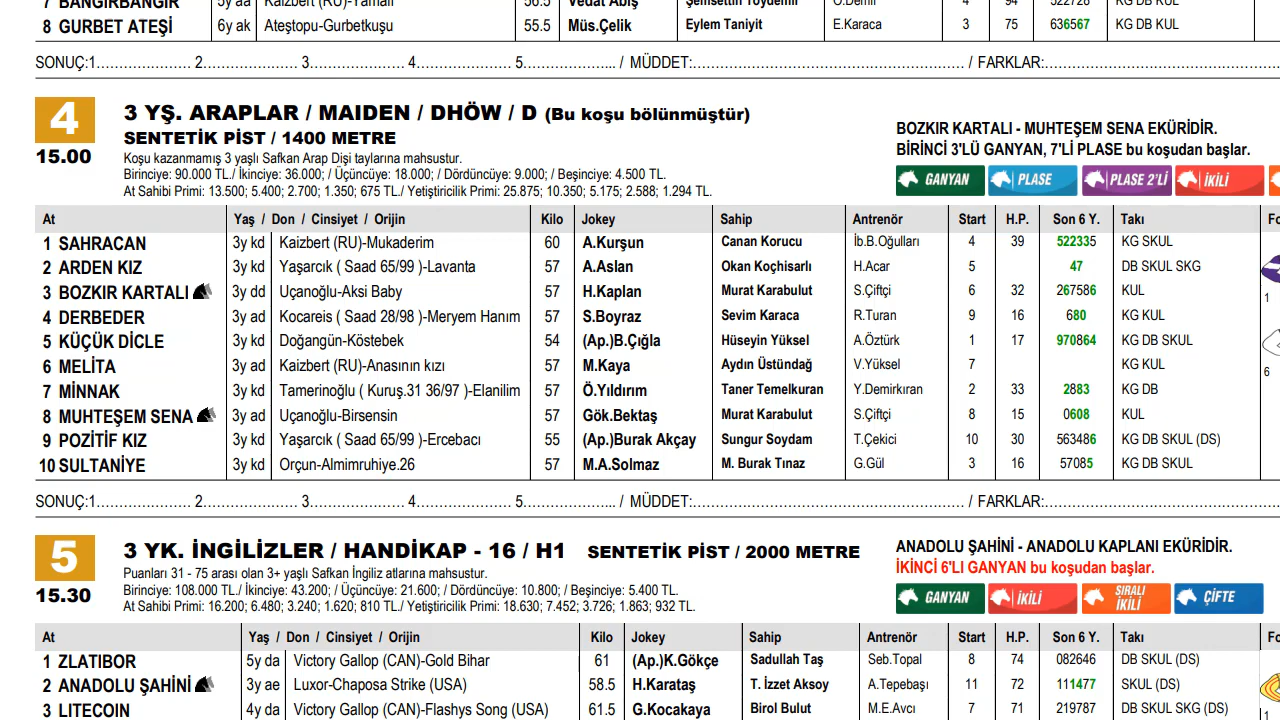 7 BANGIRBANGIR 5y aa Kaizbert (RU)-Yamali 56.5 Vedat Abiş Şemsettin Töydemir O.Demir 4 94 522728 KG DB KUL
8 GURBET ATEŞİ 6y ak Ateştopu-Gurbetkuşu 55.5 Müs.Çelik Eylem Taniyit E.Karaca 3 75 636567 KG DB KUL
SONUÇ:1.................... 2.................... 3.................... 4.................... 5.................... / MÜDDET:.......................................................... / FARKLAR:..................................................
4 3 YŞ. ARAPLAR / MAIDEN / DHÖW / D (Bu koşu bölünmüştür)
SENTETİK PİST / 1400 METRE
15.00
Koşu kazanmamış 3 yaşlı Safkan Arap Dişi taylarına mahsustur.
Birinciye: 90.000 TL./ İkinciye: 36.000; / Üçüncüye: 18.000; / Dördüncüye: 9.000; / Beşinciye: 4.500 TL.
At Sahibi Primi: 13.500; 5.400; 2.700; 1.350; 675 TL./ Yetiştiricilik Primi: 25.875; 10.350; 5.175; 2.588; 1.294 TL.
BOZKIR KARTALI - MUHTEŞEM SENA EKÜRİDİR.
BİRİNCİ 3'LÜ GANYAN, 7'Lİ PLASE bu koşudan başlar.
GANYAN PLASE PLASE 2'Lİ İKİLİ
At Yaş / Don / Cinsiyet / Orijin Kilo Jokey Sahip Antrenör Start H.P. Son 6 Y. Takı Fo
1 SAHRACAN 3y kd Kaizbert (RU)-Mukaderim 60 A.Kurşun Canan Korucu İb.B.Oğulları 4 39 522335 KG SKUL
2 ARDEN KIZ 3y kd Yaşarcık ( Saad 65/99 )-Lavanta 57 A.Aslan Okan Koçhisarlı H.Acar 5 47 DB SKUL SKG
3 BOZKIR KARTALI 3y dd Uçanoğlu-Aksi Baby 57 H.Kaplan Murat Karabulut S.Çiftçi 6 32 267586 KUL 1
4 DERBEDER 3y ad Kocareis ( Saad 28/98 )-Meryem Hanım 57 S.Boyraz Sevim Karaca R.Turan 9 16 680 KG KUL
5 KÜÇÜK DİCLE 3y kd Doğangün-Köstebek 54 (Ap.)B.Çığla Hüseyin Yüksel A.Öztürk 1 17 970864 KG DB SKUL
6 MELİTA 3y ad Kaizbert (RU)-Anasının kızı 57 M.Kaya Aydın Üstündağ V.Yüksel 7 KG KUL 6
7 MİNNAK 3y kd Tamerinoğlu ( Kuruş.31 36/97 )-Elanilim 57 Ö.Yıldırım Taner Temelkuran Y.Demirkıran 2 33 2883 KG DB
8 MUHTEŞEM SENA 3y ad Uçanoğlu-Birsensin 57 Gök.Bektaş Murat Karabulut S.Çiftçi 8 15 0608 KUL
9 POZİTİF KIZ 3y kd Yaşarcık ( Saad 65/99 )-Ercebacı 55 (Ap.)Burak Akçay Sungur Soydam T.Çekici 10 30 563486 KG DB SKUL (DS)
10 SULTANİYE 3y kd Orçun-Almimruhiye.26 57 M.A.Solmaz M. Burak Tınaz G.Gül 3 16 57085 KG DB SKUL
SONUÇ:1.................... 2.................... 3.................... 4.................... 5.................... / MÜDDET:.......................................................... / FARKLAR:..................................................
5 3 YK. İNGİLİZLER / HANDİKAP - 16 / H1 SENTETİK PİST / 2000 METRE
15.30
Puanları 31 - 75 arası olan 3+ yaşlı Safkan İngiliz atlarına mahsustur.
Birinciye: 108.000 TL./ İkinciye: 43.200; / Üçüncüye: 21.600; / Dördüncüye: 10.800; / Beşinciye: 5.400 TL.
At Sahibi Primi: 16.200; 6.480; 3.240; 1.620; 810 TL./ Yetiştiricilik Primi: 18.630; 7.452; 3.726; 1.863; 932 TL.
ANADOLU ŞAHİNİ - ANADOLU KAPLANI EKÜRİDİR.
İKİNCİ 6'LI GANYAN bu koşudan başlar.
GANYAN İKİLİ SIRALI İKİLİ ÇİFTE
At Yaş / Don / Cinsiyet / Orijin Kilo Jokey Sahip Antrenör Start H.P. Son 6 Y. Takı Fo
1 ZLATIBOR 5y da Victory Gallop (CAN)-Gold Bihar 61 (Ap.)K.Gökçe Sadullah Taş Seb.Topal 8 74 082646 DB SKUL (DS)
2 ANADOLU ŞAHİNİ 3y ae Luxor-Chaposa Strike (USA) 58.5 H.Karataş T. İzzet Aksoy A.Tepebaşı 11 72 111477 SKUL (DS)
3 LITECOIN 4y da Victory Gallop (CAN)-Flashys Song (USA) 61.5 G.Kocakaya Birol Bulut M.E.Avcı 7 71 219787 DB SKUL SKG (DS) 1